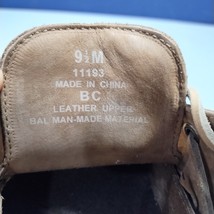 9½M
11193
MADE IN CHINA
BC
LEATHER UPPER
BAL MAN-MADE MATERIAL